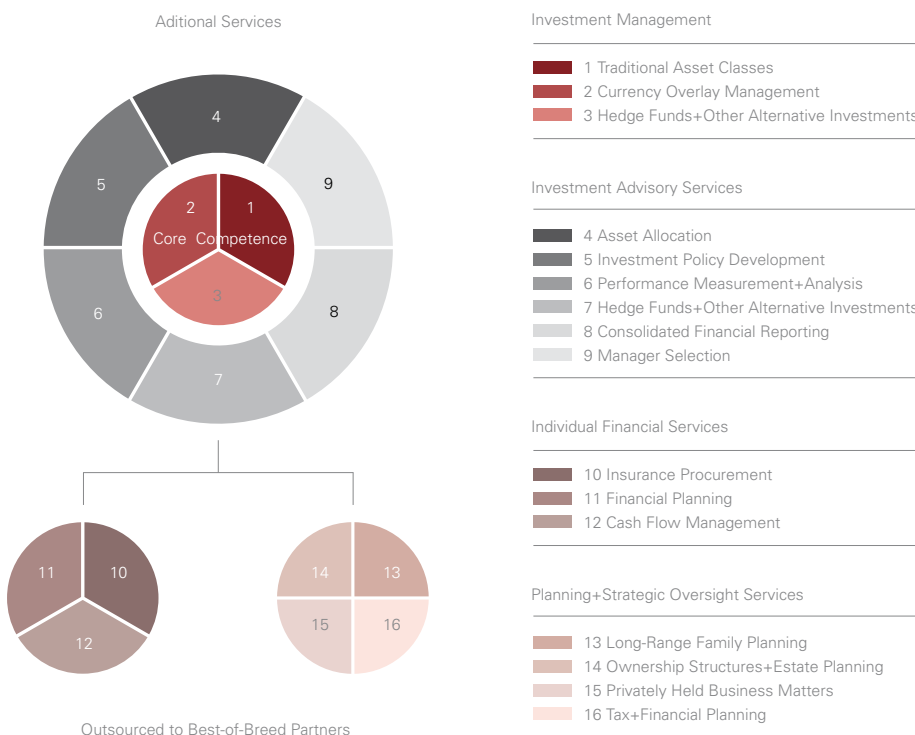 Aditional Services
4
9
5
2
1
Core Competence
3
8
6
7
11
10
12
14
13
15
16
Outsourced to Best-of-Breed Partners
Investment Management
1 Traditional Asset Classes
2 Currency Overlay Management
3 Hedge Funds+Other Alternative Investments
Investment Advisory Services
4 Asset Allocation
5 Investment Policy Development
6 Performance Measurement+Analysis
7 Hedge Funds+Other Alternative Investments
8 Consolidated Financial Reporting
9 Manager Selection
Individual Financial Services
10 Insurance Procurement
11 Financial Planning
12 Cash Flow Management
Planning+Strategic Oversight Services
13 Long-Range Family Planning
14 Ownership Structures+Estate Planning
15 Privately Held Business Matters
16 Tax+Financial Planning